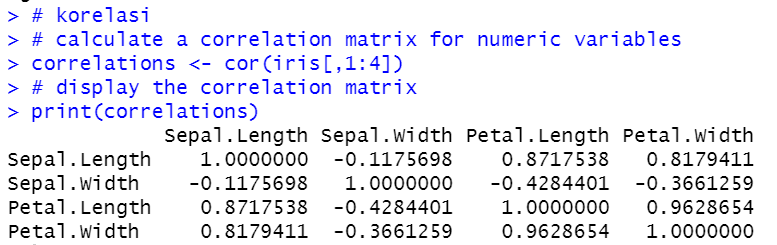 > # korelasi
> # calculate a correlation matrix for numeric variables
> correlations <- cor(iris[,1:4])
> # display the correlation matrix
> print(correlations)
             Sepal.Length Sepal.Width Petal.Length Petal.Width
Sepal.Length    1.0000000  -0.1175698    0.8717538   0.8179411
Sepal.Width    -0.1175698   1.0000000   -0.4284401  -0.3661259
Petal.Length    0.8717538  -0.4284401    1.0000000   0.9628654
Petal.Width     0.8179411  -0.3661259    0.9628654   1.0000000